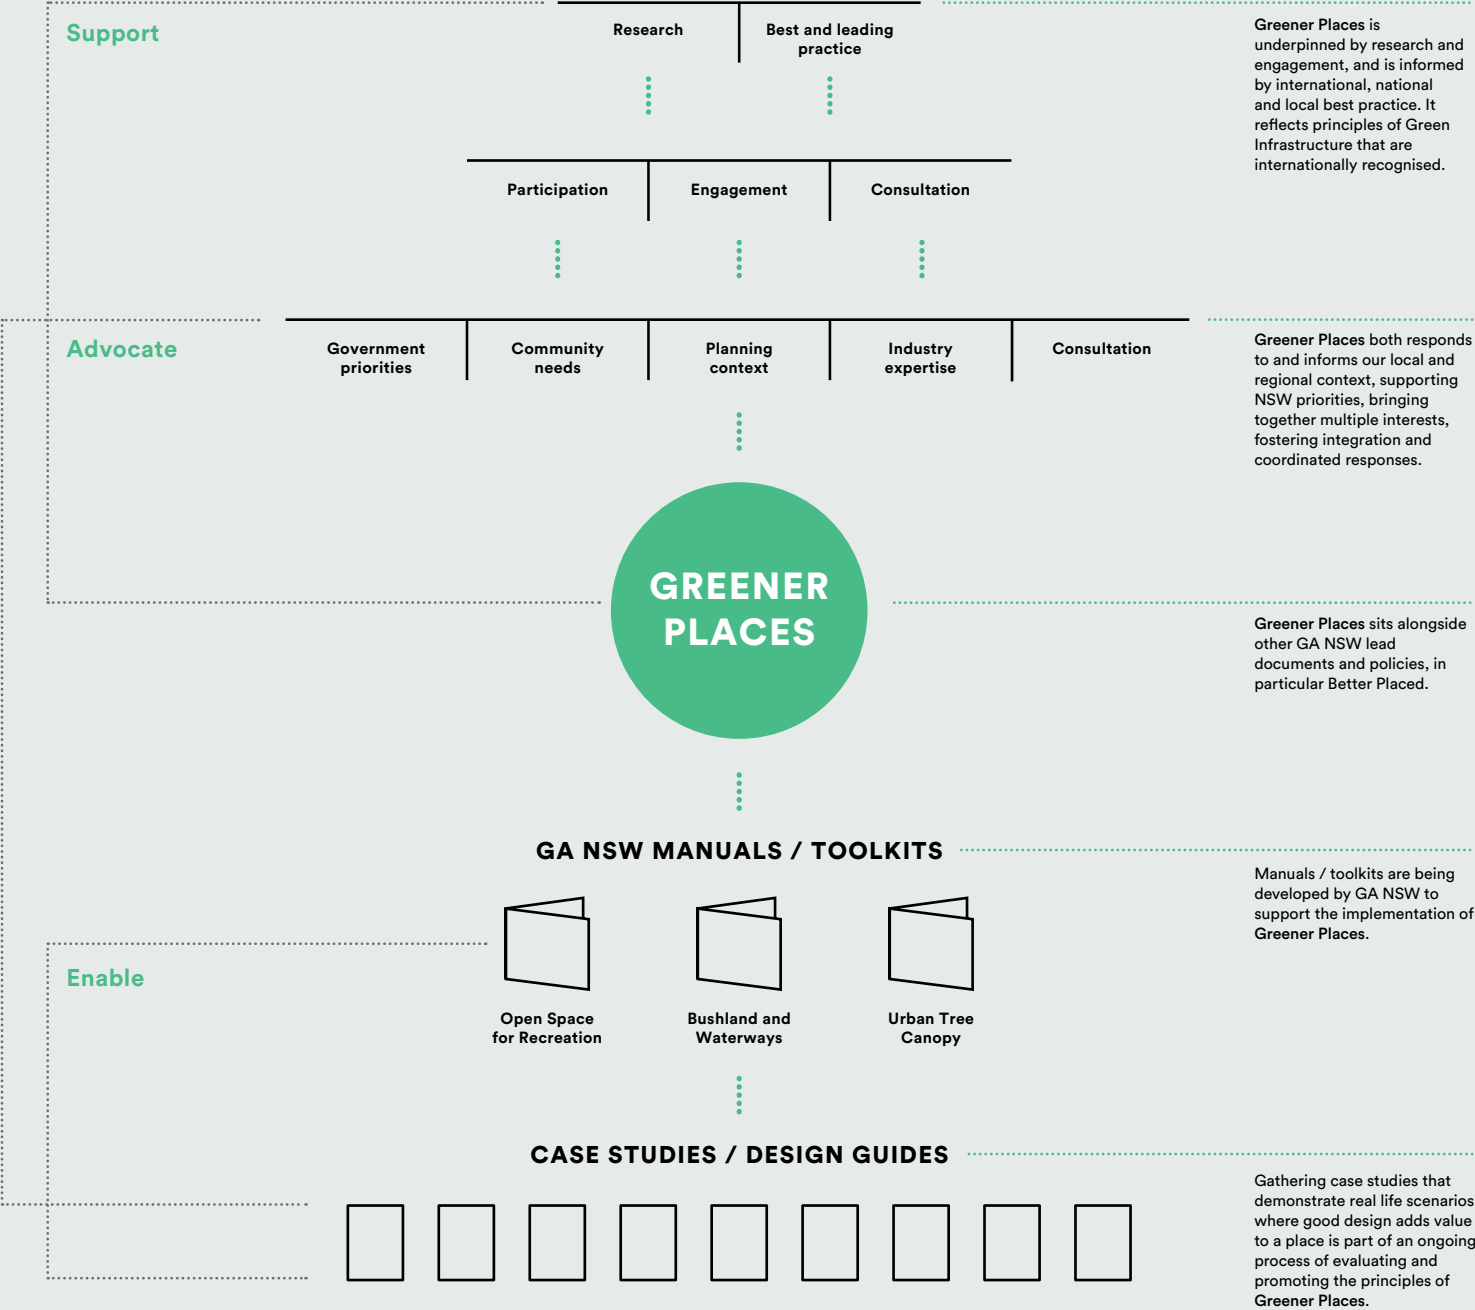 Support
Research
Best and leading
practice
Greener Places is
underpinned by research and
engagement, and is informed
by international, national
and local best practice. It
reflects principles of Green
Infrastructure that are
internationally recognised.
Participation
Engagement
Consultation
Advocate
Government
priorities
Community
needs
Planning
context
Industry
expertise
Consultation
Greener Places both responds
to and informs our local and
regional context, supporting
NSW priorities, bringing
together multiple interests,
fostering integration and
coordinated responses.
GREENER
PLACES
Greener Places sits alongside
other GA NSW lead
documents and policies, in
particular Better Placed.
GA NSW MANUALS / TOOLKITS
Manuals / toolkits are being
developed by GA NSW to
support the implementation of
Greener Places.
Enable
Open Space
for Recreation
Bushland and
Waterways
Urban Tree
Canopy
CASE STUDIES / DESIGN GUIDES
Gathering case studies that
demonstrate real life scenarios
where good design adds value
to a place is part of an ongoing
process of evaluating and
promoting the principles of
Greener Places.